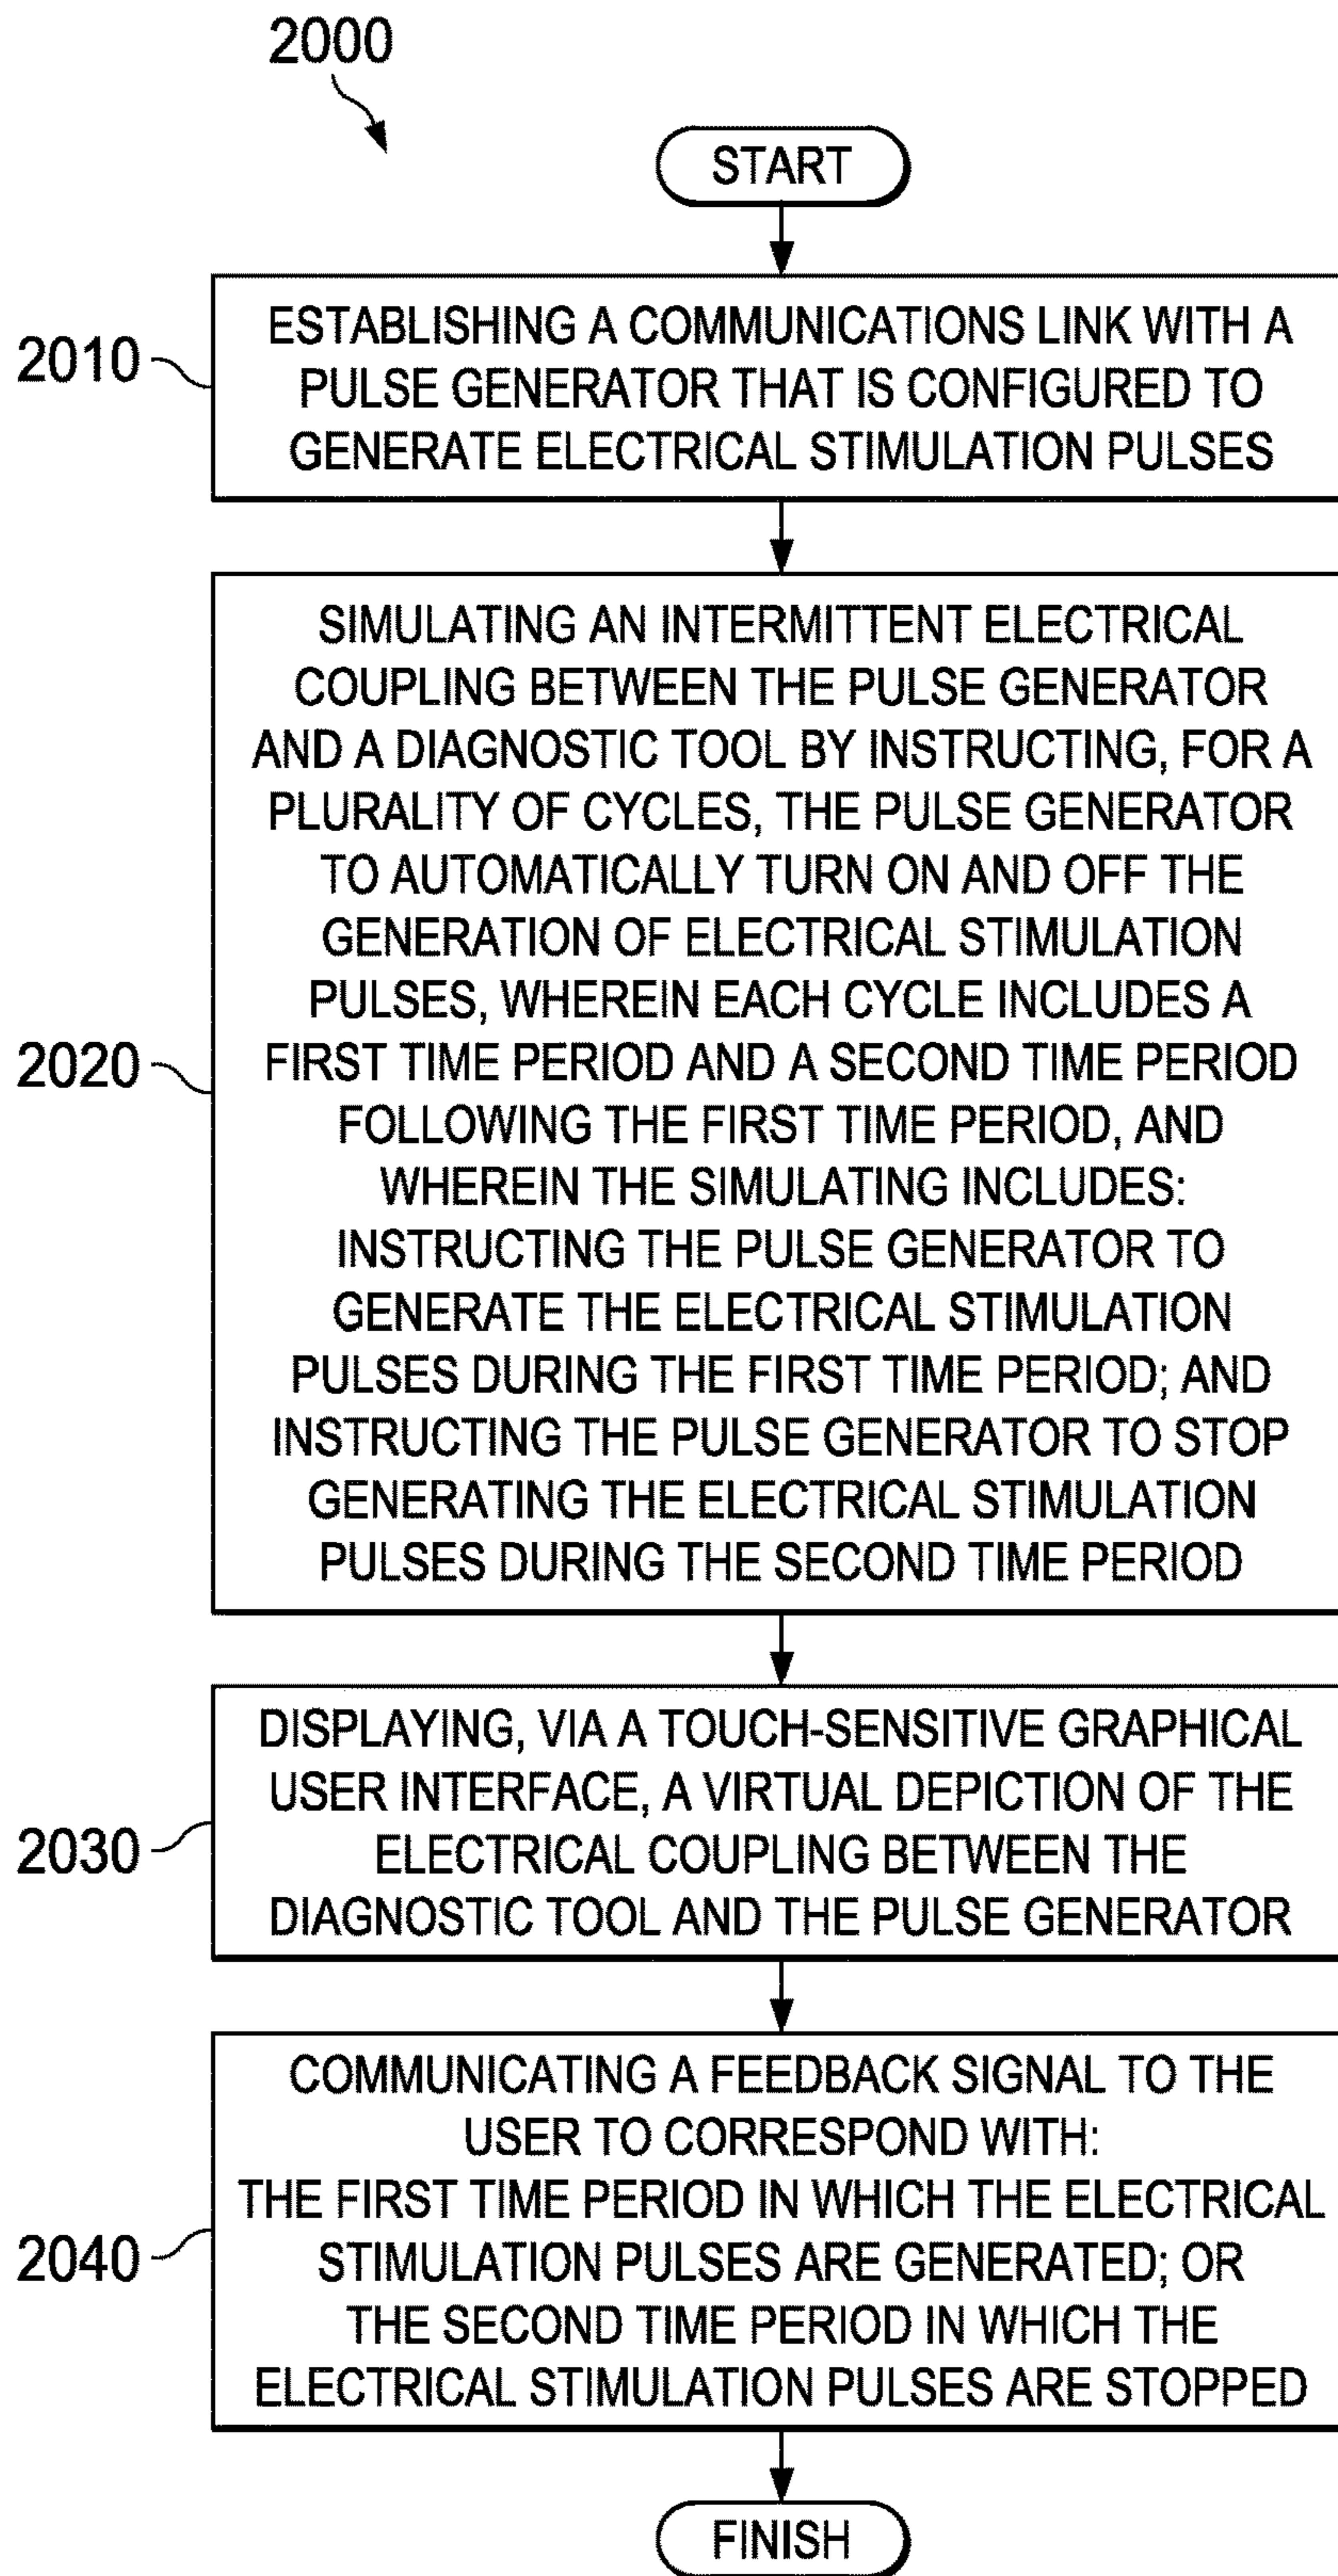 2000
START
2010
ESTABLISHING A COMMUNICATIONS LINK WITH A
PULSE GENERATOR THAT IS CONFIGURED TO
GENERATE ELECTRICAL STIMULATION PULSES
2020
SIMULATING AN INTERMITTENT ELECTRICAL
COUPLING BETWEEN THE PULSE GENERATOR
AND A DIAGNOSTIC TOOL BY INSTRUCTING, FOR A
PLURALITY OF CYCLES, THE PULSE GENERATOR
TO AUTOMATICALLY TURN ON AND OFF THE
GENERATION OF ELECTRICAL STIMULATION
PULSES, WHEREIN EACH CYCLE INCLUDES A
FIRST TIME PERIOD AND A SECOND TIME PERIOD
FOLLOWING THE FIRST TIME PERIOD, AND
WHEREIN THE SIMULATING INCLUDES:
INSTRUCTING THE PULSE GENERATOR TO
GENERATE THE ELECTRICAL STIMULATION
PULSES DURING THE FIRST TIME PERIOD; AND
INSTRUCTING THE PULSE GENERATOR TO STOP
GENERATING THE ELECTRICAL STIMULATION
PULSES DURING THE SECOND TIME PERIOD
2030
DISPLAYING, VIA A TOUCH-SENSITIVE GRAPHICAL
USER INTERFACE, A VIRTUAL DEPICTION OF THE
ELECTRICAL COUPLING BETWEEN THE
DIAGNOSTIC TOOL AND THE PULSE GENERATOR
2040
COMMUNICATING A FEEDBACK SIGNAL TO THE
USER TO CORRESPOND WITH:
THE FIRST TIME PERIOD IN WHICH THE ELECTRICAL
STIMULATION PULSES ARE GENERATED; OR
THE SECOND TIME PERIOD IN WHICH THE
ELECTRICAL STIMULATION PULSES ARE STOPPED
FINISH